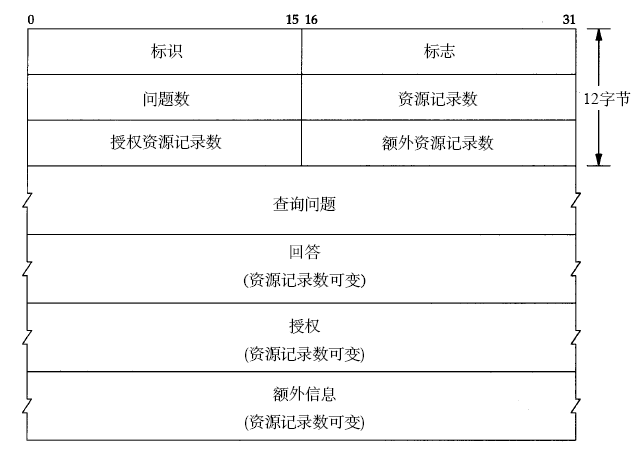 0 15 16 31
标识 标志
问题数 资源记录数 12字节
授权资源记录数 额外资源记录数
查询问题
回答
(资源记录数可变)
授权
(资源记录数可变)
额外信息
(资源记录数可变)